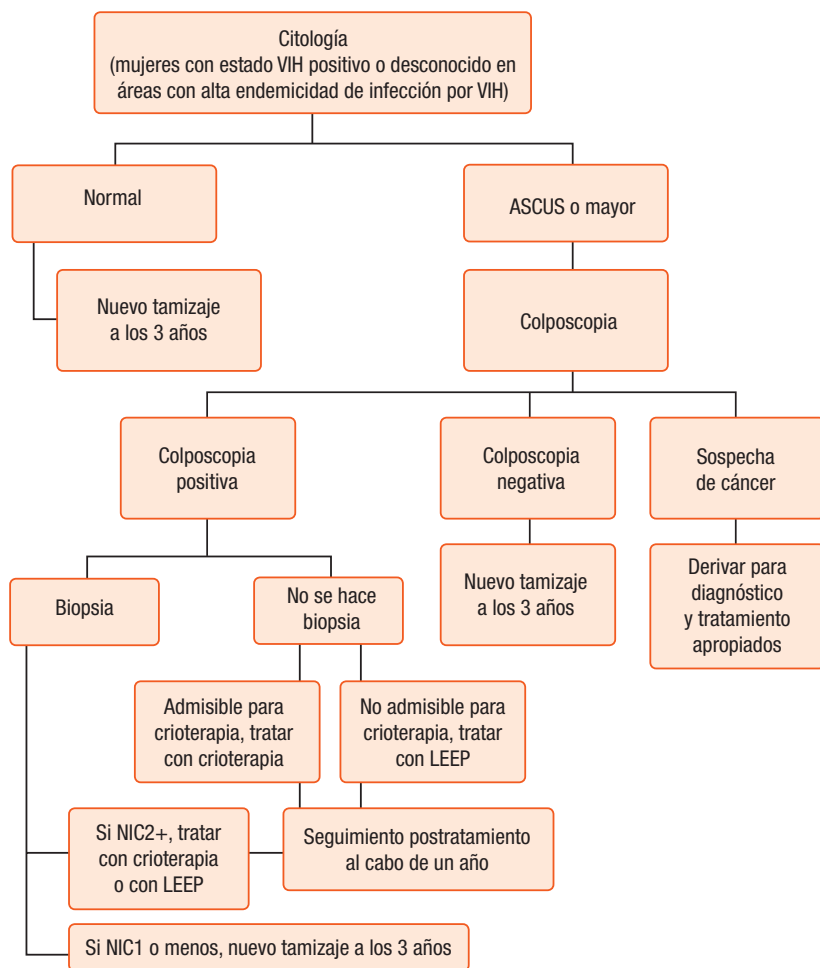 Citología
(mujeres con estado VIH positivo o desconocido en
áreas con alta endemicidad de infección por VIH)
Normal
ASCUS o mayor
Nuevo tamizaje
a los 3 años
Colposcopia
Colposcopia
positiva
Colposcopia
negativa
Sospecha
de cáncer
Biopsia
No se hace
biopsia
Nuevo tamizaje
a los 3 años
Derivar para
diagnóstico
y tratamiento
apropiados
Admisible para
crioterapia, tratar
con crioterapia
No admisible para
crioterapia, tratar
con LEEP
Si NIC2+, tratar
con crioterapia
o con LEEP
Seguimiento postratamiento
al cabo de un año
Si NIC1 o menos, nuevo tamizaje a los 3 años